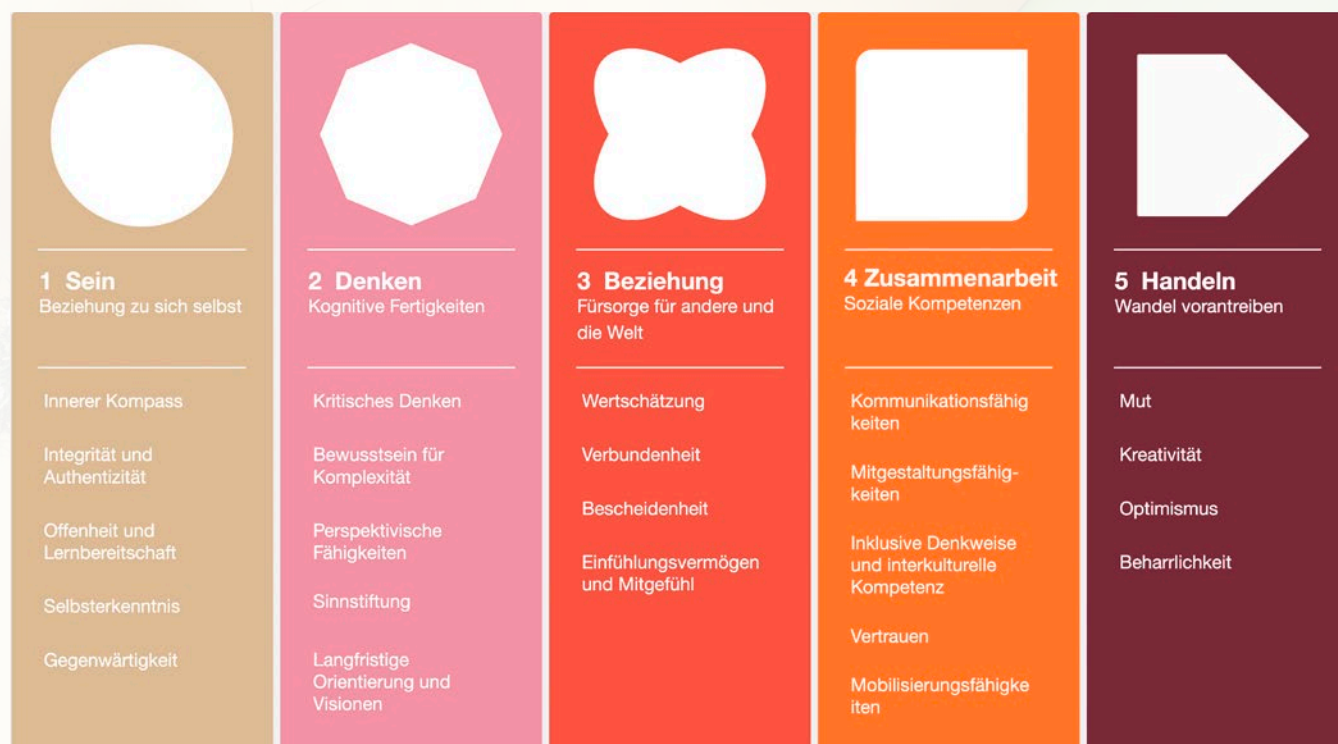 1 Sein
Beziehung zu sich selbst
Innerer Kompass
Integrität und
Authentizität
Offenheit und
Lernbereitschaft
Selbsterkenntnis
Gegenwärtigkeit
2 Denken
Kognitive Fertigkeiten
Kritisches Denken
Bewusstsein für
Komplexität
Perspektivische
Fähigkeiten
Sinnstiftung
Langfristige
Orientierung und
Visionen
3 Beziehung
Fürsorge für andere und
die Welt
Wertschätzung
Verbundenheit
Bescheidenheit
Einfühlungsvermögen
und Mitgefühl
4 Zusammenarbeit
Soziale Kompetenzen
Kommunikationsfähig
keiten
Mitgestaltungsfähig-
keiten
Inklusive Denkweise
und interkulturelle
Kompetenz
Vertrauen
Mobilisierungsfähigke
iten
5 Handeln
Wandel vorantreiben
Mut
Kreativität
Optimismus
Beharrlichkeit